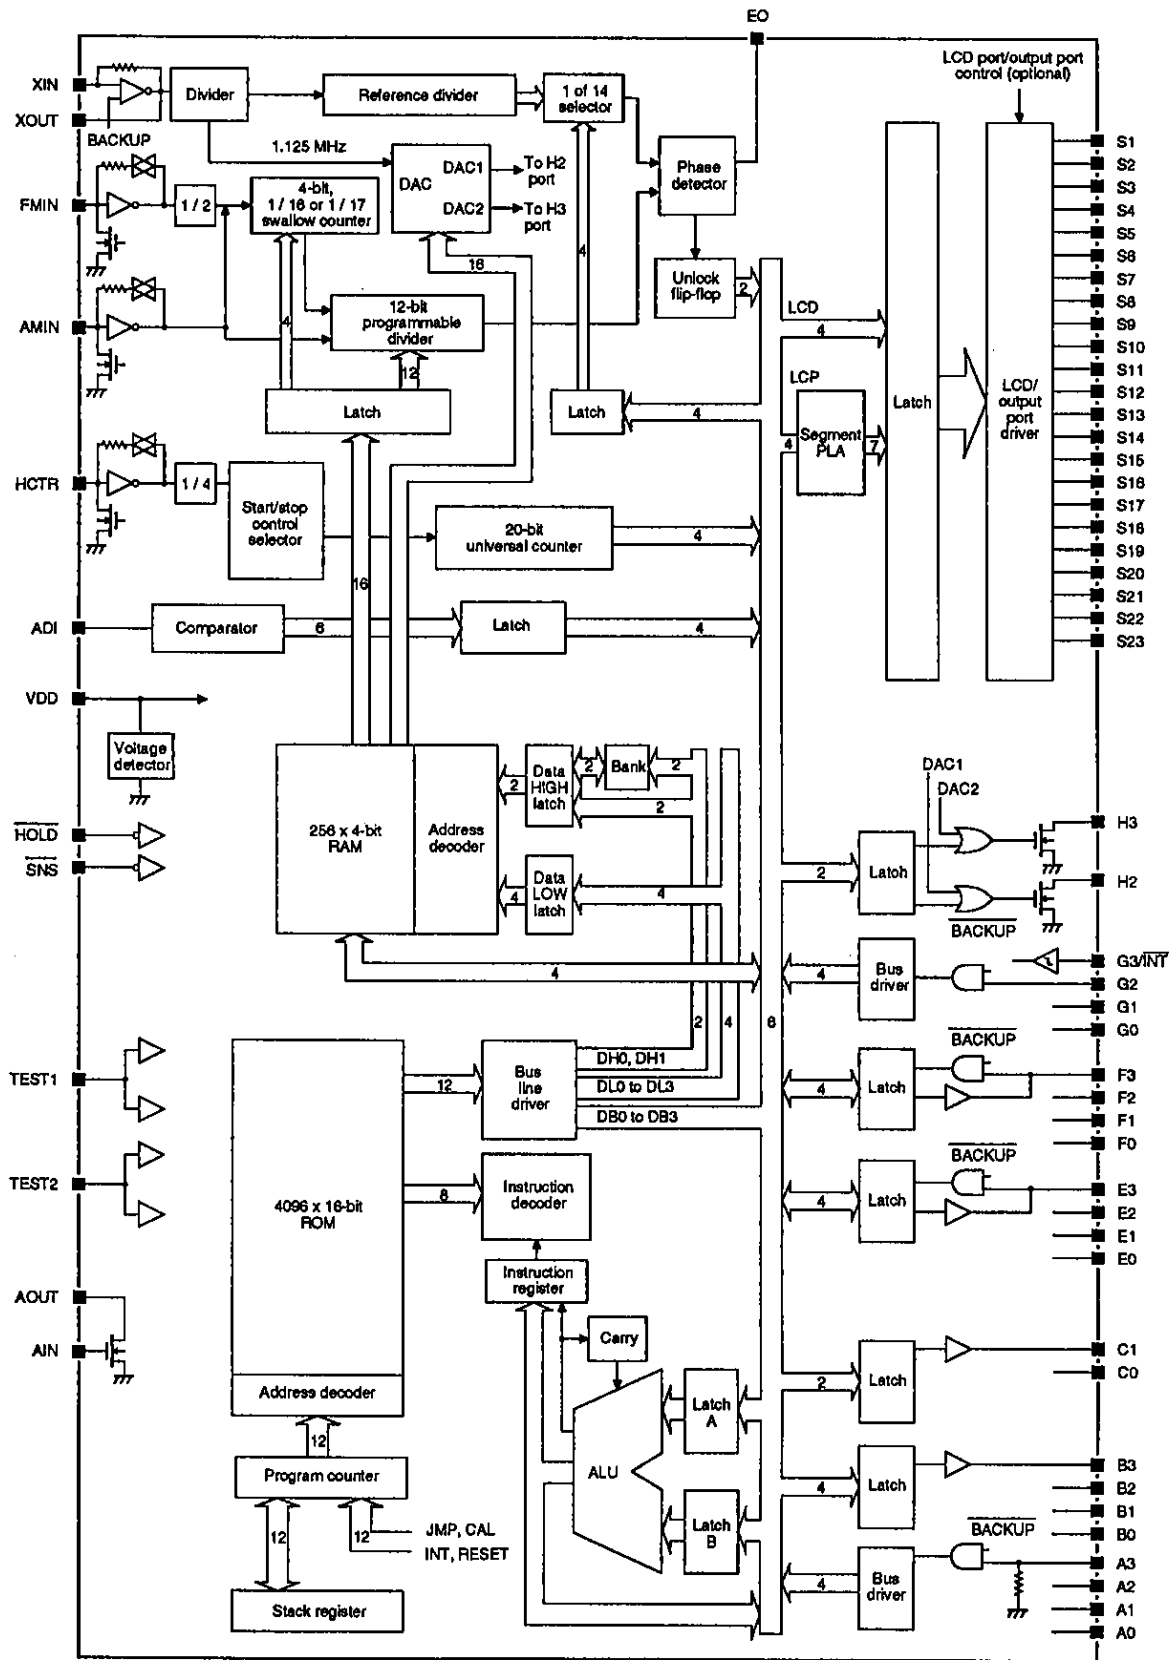 EO
LCD port/output port
control (optional)
XIN
XOUT
BACKUP
Divider
Reference divider
1 of 14
selector
1.125 MHz
DAC
DAC1
DAC2
To H2
port
To H3
port
Phase
detector
FMIN
1 / 2
4-bit,
1 / 16 or 1 / 17
swallow counter
16
4
Unlock
flip-flop
2
AMIN
4
12-bit
programmable
divider
12
Latch
Latch
4
LCD
4
LCP
4
Segment
PLA
7
Latch
LCD/
output
port
driver
S1
S2
S3
S4
S5
S6
S7
S8
S9
S10
S11
S12
S13
S14
S15
S16
S17
S18
S19
S20
S21
S22
S23
HCTR
1 / 4
Start/stop
control
selector
20-bit
universal counter
4
16
ADI
Comparator
6
Latch
4
VDD
Voltage
detector
HOLD
SNS
256 x 4-bit
RAM
Address
decoder
2
Data
HIGH
latch
2
Bank
2
2
4
Data
LOW
latch
4
4
DAC1
DAC2
2
Latch
H3
H2
BACKUP
4
Bus
driver
G3/INT
G2
G1
G0
2
4
6
TEST1
TEST2
4096 x 16-bit
ROM
Address decoder
12
Bus
line
driver
DH0, DH1
DL0 to DL3
DB0 to DB3
8
Instruction
decoder
Instruction
register
BACKUP
4
Latch
F3
F2
F1
F0
BACKUP
4
Latch
E3
E2
E1
E0
AOUT
AIN
Carry
ALU
Latch
A
Latch
B
2
Latch
C1
C0
12
Program counter
12
12
JMP, CAL
INT, RESET
Stack register
4
Latch
B3
B2
B1
B0
BACKUP
4
Bus
driver
A3
A2
A1
A0